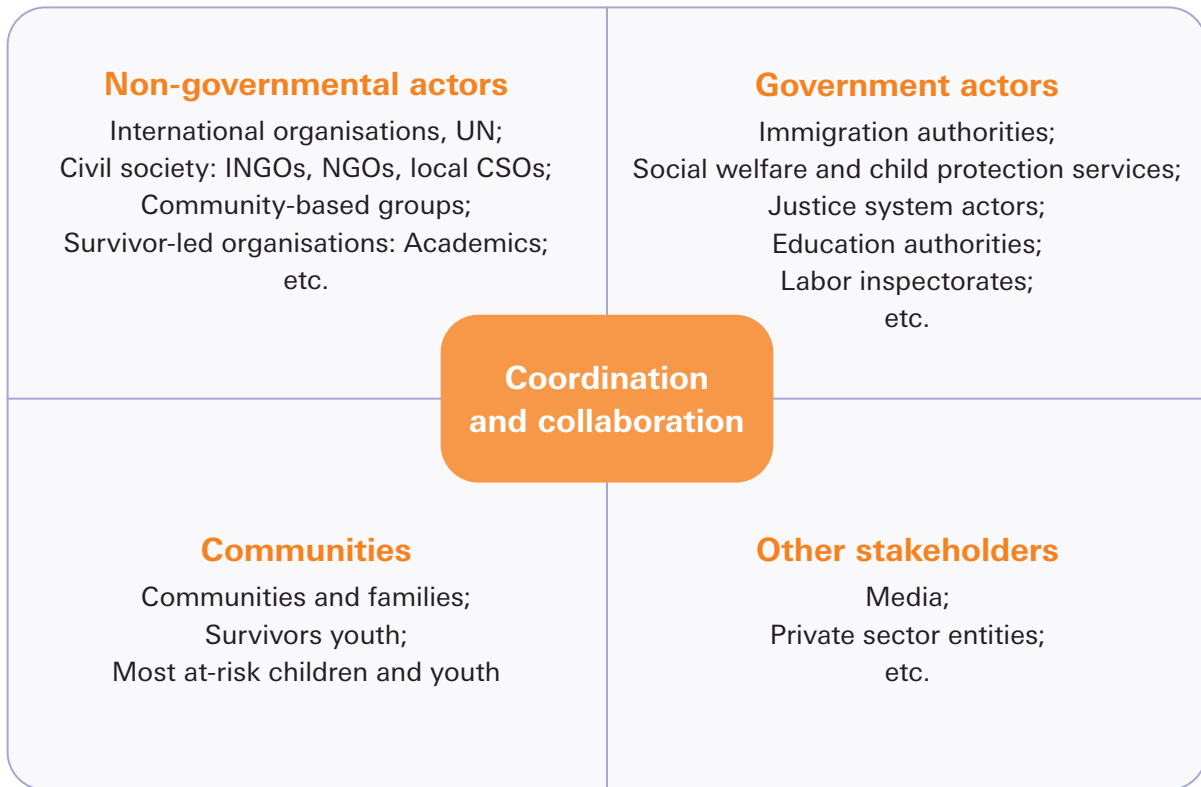 Non-governmental actors
International organisations, UN;
Civil society: INGOs, NGOs, local CSOs;
Community-based groups;
Survivor-led organisations: Academics;
etc.
Government actors
Immigration authorities;
Social welfare and child protection services;
Justice system actors;
Education authorities;
Labor inspectorates;
etc.
Coordination
and collaboration
Communities
Communities and families;
Survivors youth;
Most at-risk children and youth
Other stakeholders
Media;
Private sector entities;
etc.